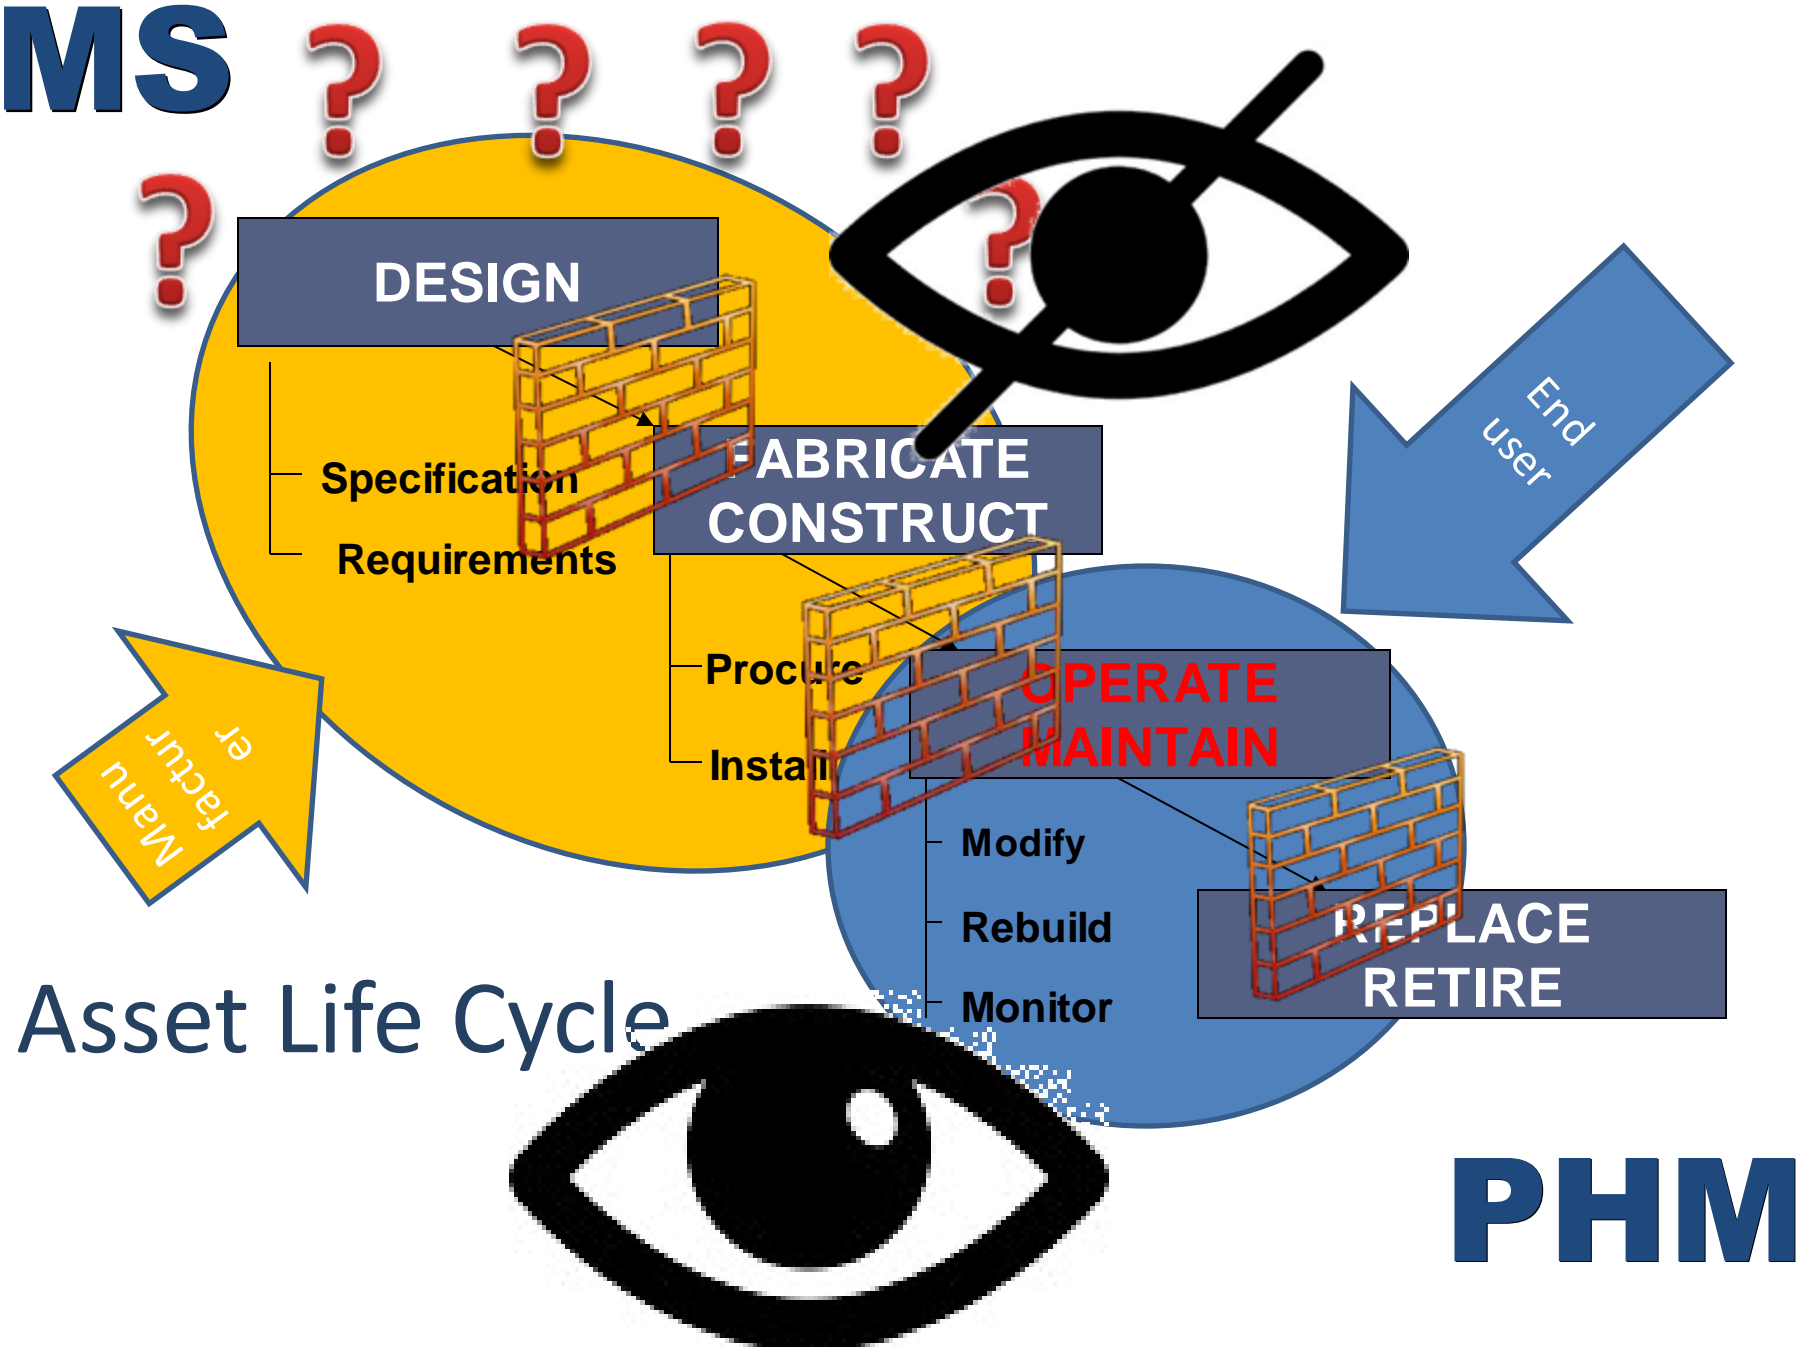 MS
? ? ? ?
? ?
DESIGN
Specification
Requirements
FABRICATE
CONSTRUCT
Procure
Install
OPERATE
MAINTAIN
Modify
Rebuild
Monitor
REPLACE
RETIRE
End
user
Manu
factur
er
Asset Life Cycle
PHM